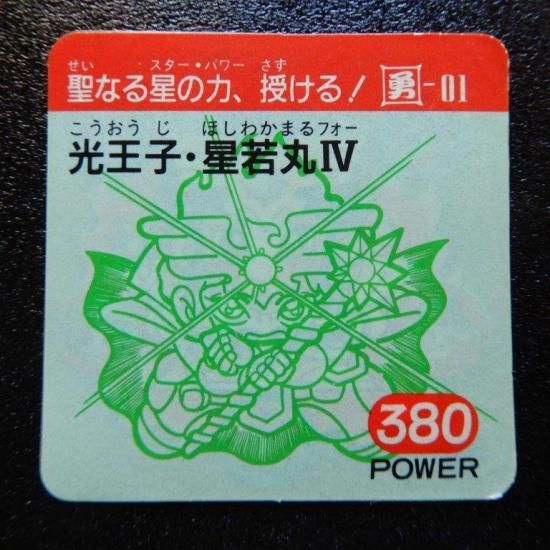 せい スター・パワー さず
聖なる星の力、授ける! 勇-01
こうおうじ ほしわかまるフォー
光王子・星若丸Ⅳ
380
POWER